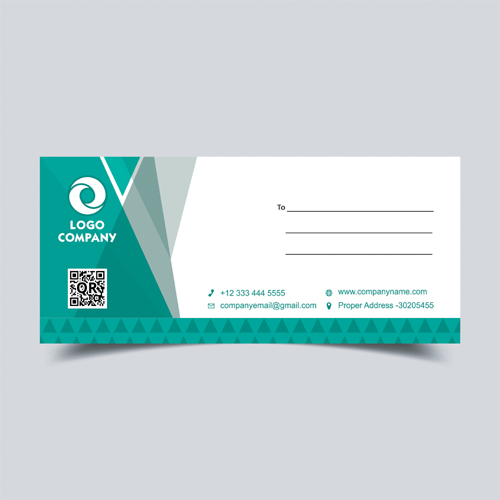 LOGO
COMPANY
QR
To
+12 333 444 5555
companyemail@gmail.com
www.companyname.com
Proper Address -30205455